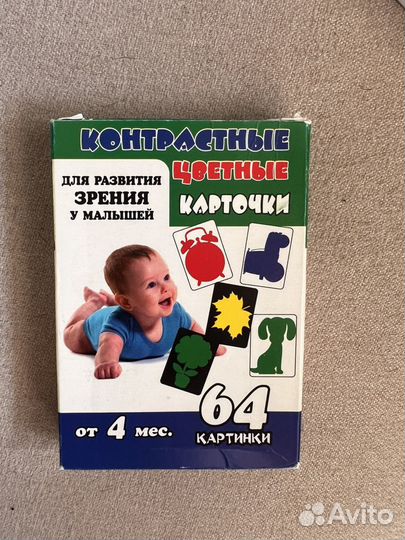 КОНТРАСТНЫЕ
ЦВЕТНЫЕ
КАРТОЧКИ
ДЛЯ РАЗВИТИЯ
ЗРЕНИЯ
У МАЛЫШЕЙ
64
КАРТИНКИ
от 4 мес.
Avito